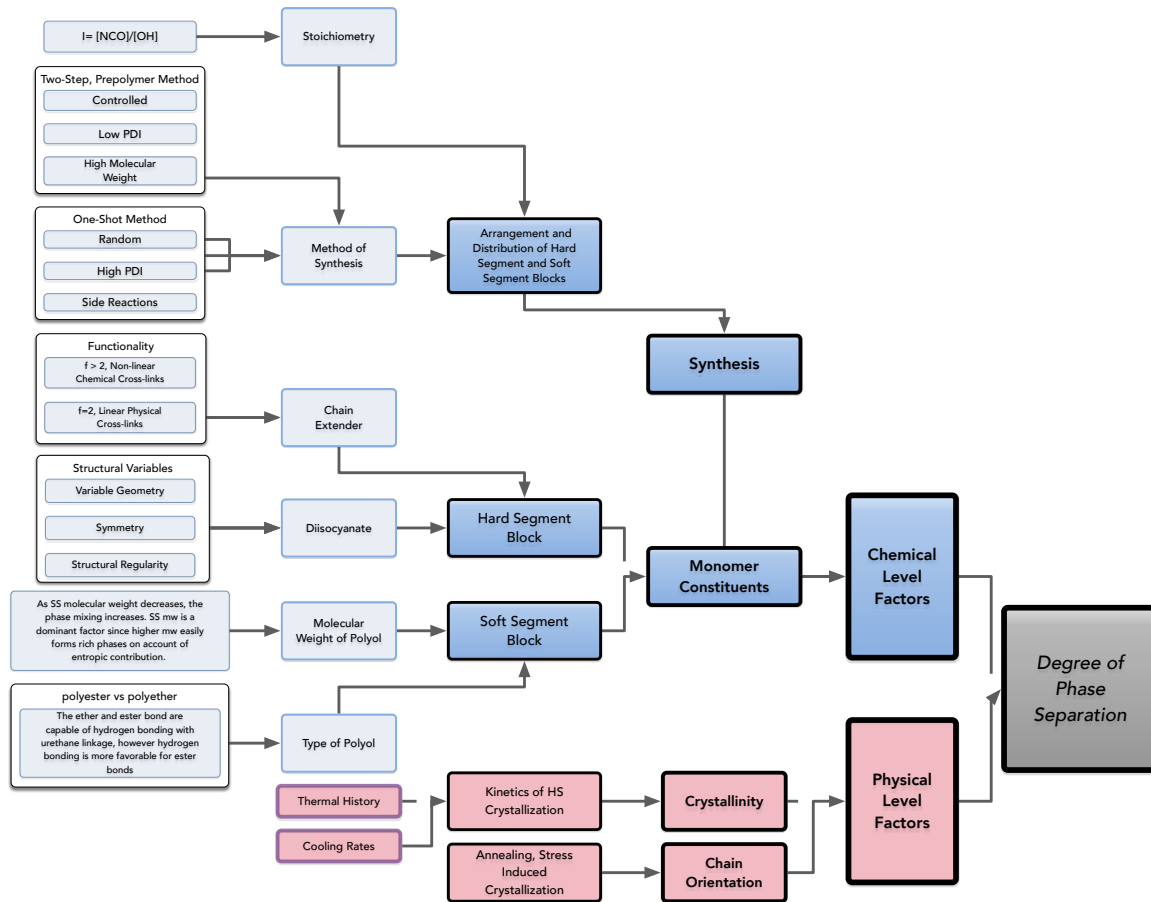 I= [NCO]/[OH]
Stoichiometry
Two-Step, Prepolymer Method
Controlled
Low PDI
High Molecular
Weight
One-Shot Method
Random
High PDI
Side Reactions
Method of
Synthesis
Arrangement and
Distribution of Hard
Segment and Soft
Segment Blocks
Synthesis
Functionality
f > 2, Non-linear
Chemical Cross-links
f=2, Linear Physical
Cross-links
Chain
Extender
Structural Variables
Variable Geometry
Symmetry
Structural Regularity
Diisocyanate
Hard Segment
Block
Monomer
Constituents
Chemical
Level
Factors
As SS molecular weight decreases, the
phase mixing increases. SS mw is a
dominant factor since higher mw easily
forms rich phases on account of
entropic contribution.
Molecular
Weight of Polyol
Soft Segment
Block
Degree of
Phase
Separation
polyester vs polyether
The ether and ester bond are
capable of hydrogen bonding with
urethane linkage, however hydrogen
bonding is more favorable for ester
bonds
Type of Polyol
Thermal History
Cooling Rates
Kinetics of HS
Crystallization
Crystallinity
Annealing, Stress
Induced
Crystallization
Chain
Orientation
Physical
Level
Factors